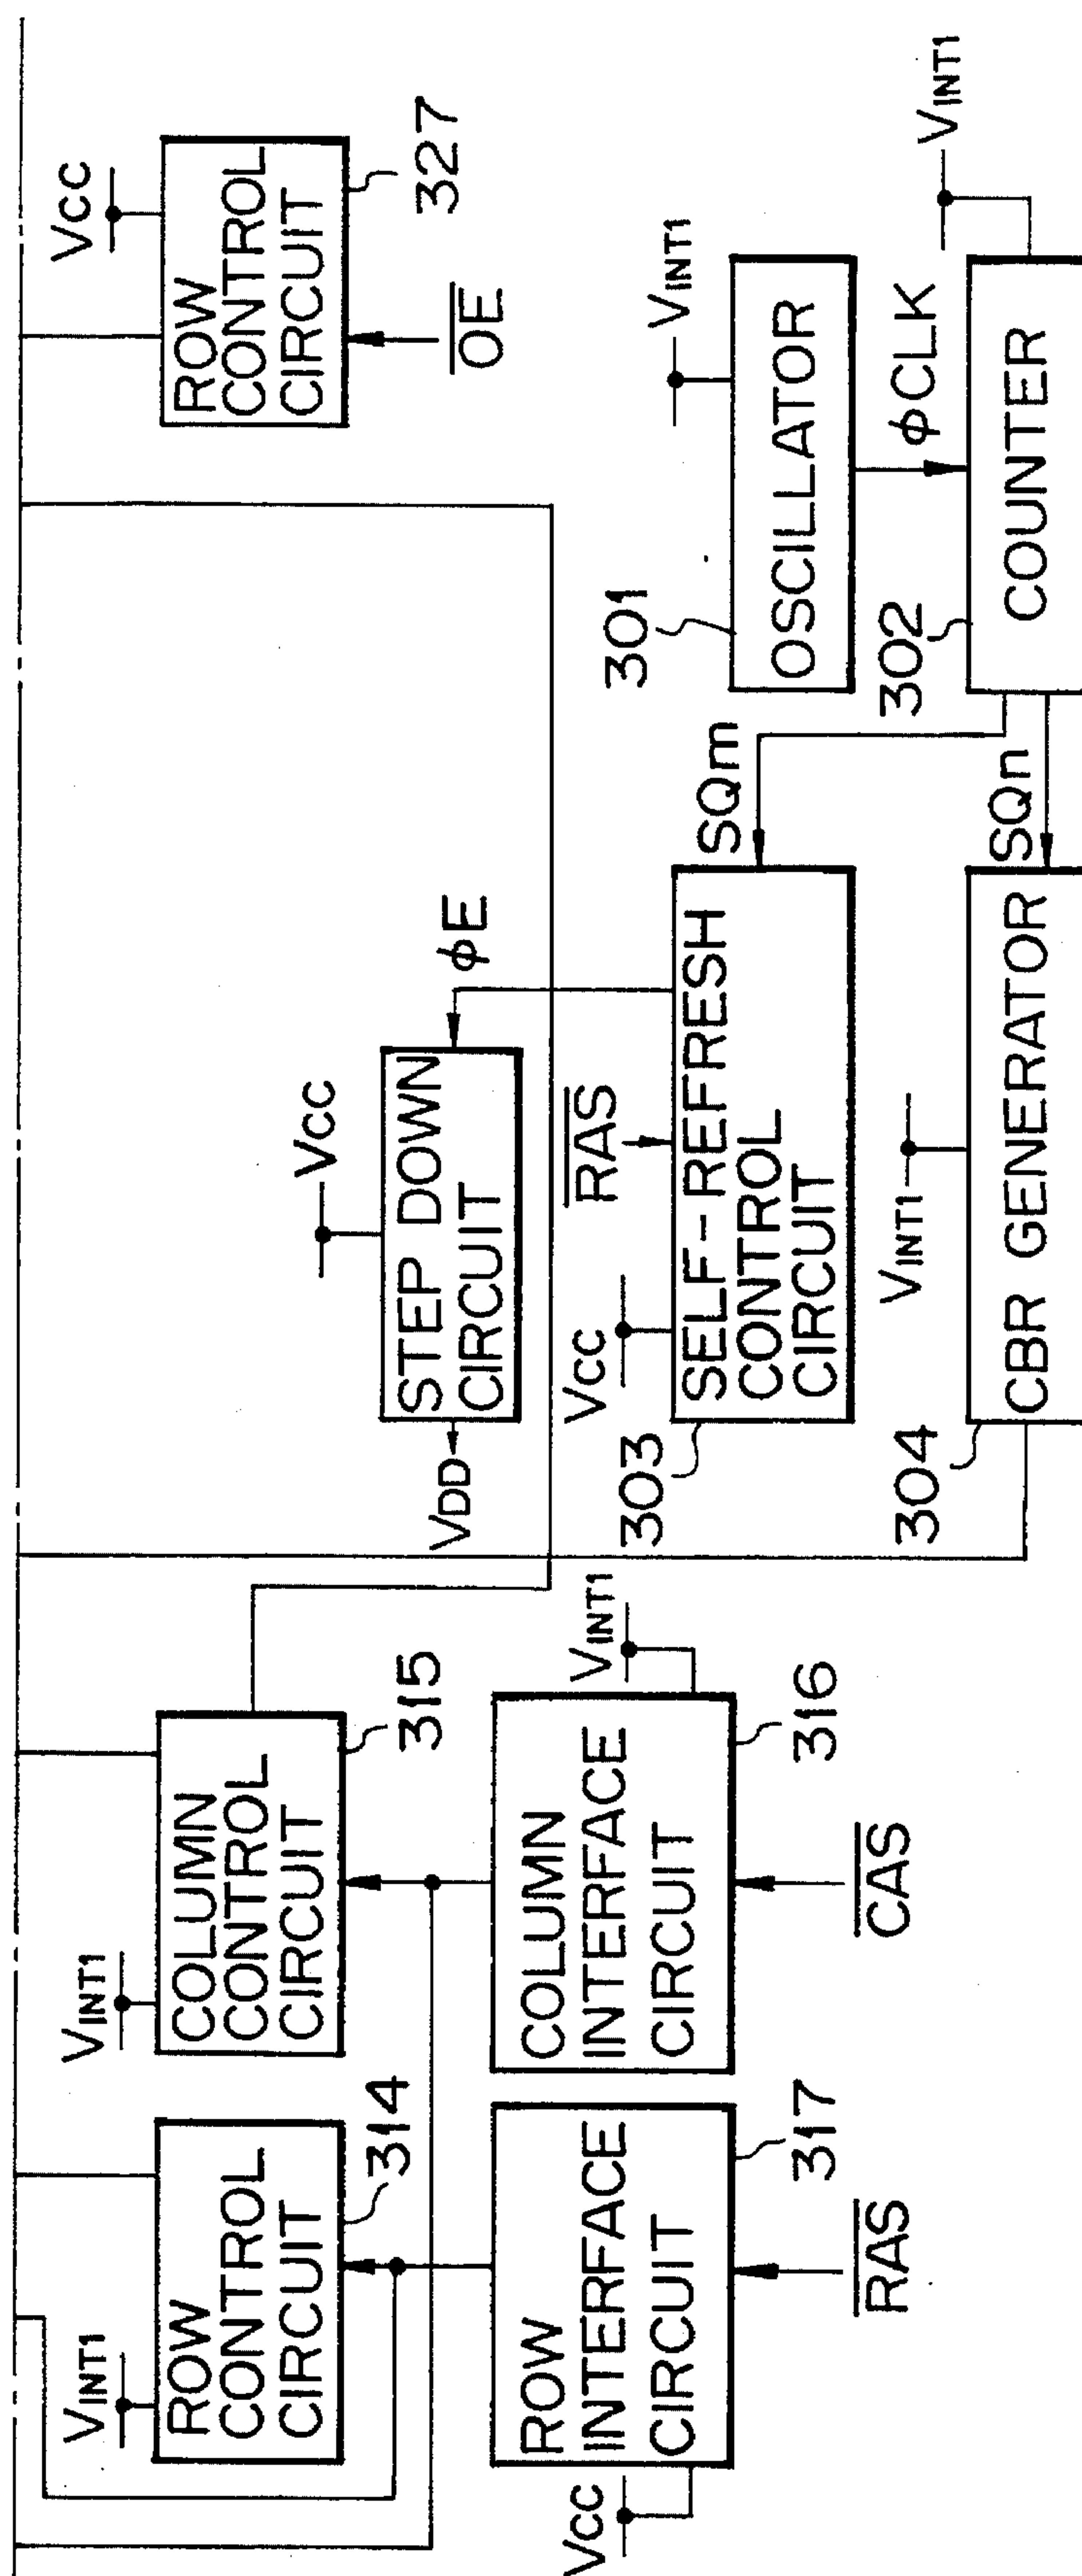 VINT1
ROW
CONTROL
CIRCUIT
314
VINT1
COLUMN
CONTROL
CIRCUIT
315
Vcc
ROW
INTERFACE
CIRCUIT
317
RAS
COLUMN
INTERFACE
CIRCUIT
316
VINT1
CAS
Vcc
STEP DOWN
CIRCUIT
VDD
φE
Vcc
RAS
SELF-REFRESH
CONTROL
CIRCUIT
303
SQm
VINT1
CBR GENERATOR
304
SQn
Vcc
ROW
CONTROL
CIRCUIT
327
OE
VINT1
OSCILLATOR
301
φCLK
COUNTER
302
VINT1